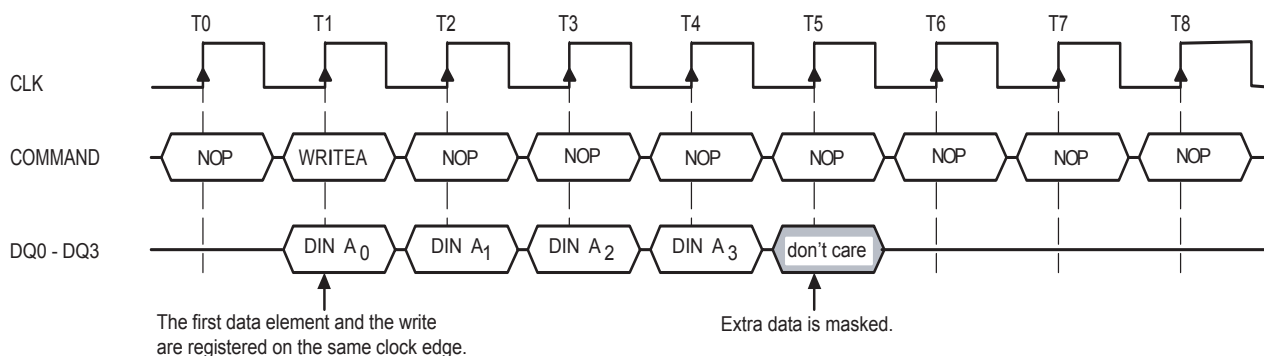 T0 T1 T2 T3 T4 T5 T6 T7 T8
CLK
COMMAND NOP WRITEA NOP NOP NOP NOP NOP NOP NOP
DQ0 - DQ3 DIN A0 DIN A1 DIN A2 DIN A3 don't care
The first data element and the write
are registered on the same clock edge.
Extra data is masked.